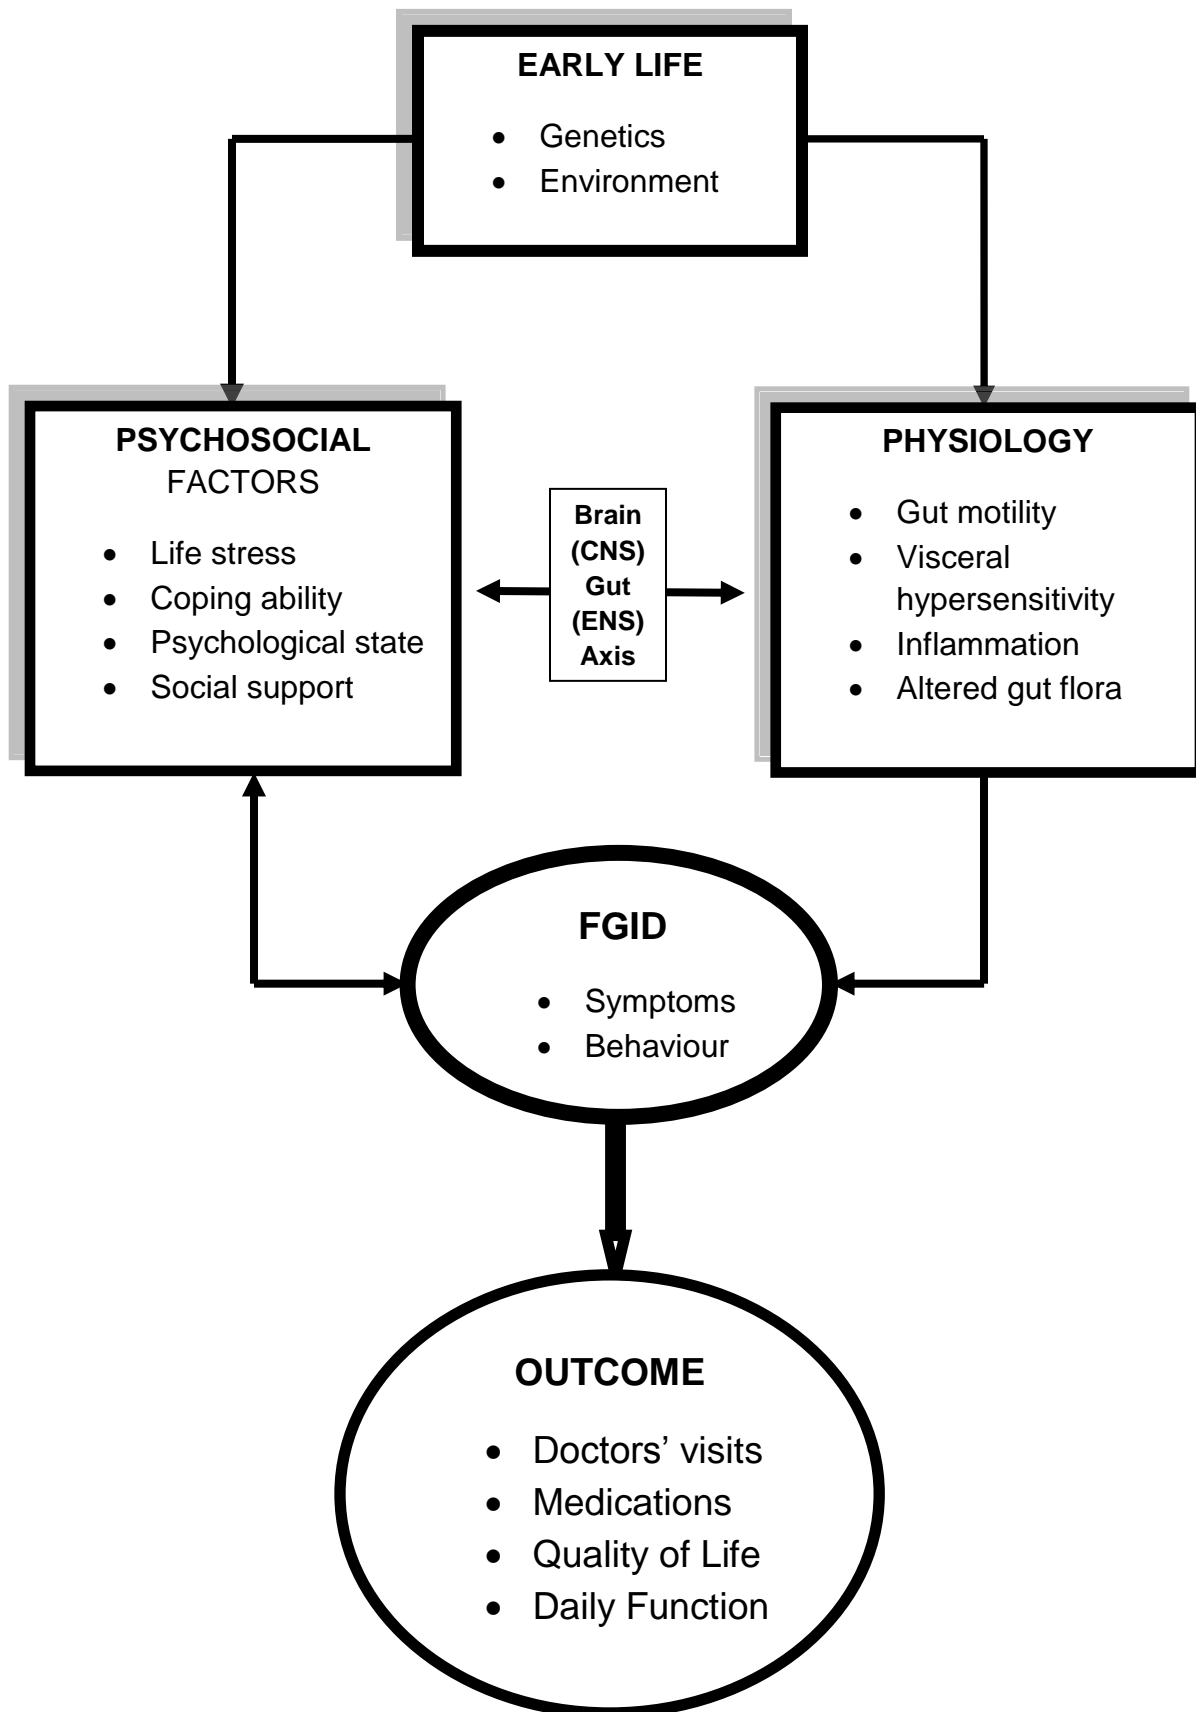 EARLY LIFE
• Genetics
• Environment
PSYCHOSOCIAL
FACTORS
• Life stress
• Coping ability
• Psychological state
• Social support
Brain
(CNS)
Gut
(ENS)
Axis
PHYSIOLOGY
• Gut motility
• Visceral
hypersensitivity
• Inflammation
• Altered gut flora
FGID
• Symptoms
• Behaviour
OUTCOME
• Doctors’ visits
• Medications
• Quality of Life
• Daily Function